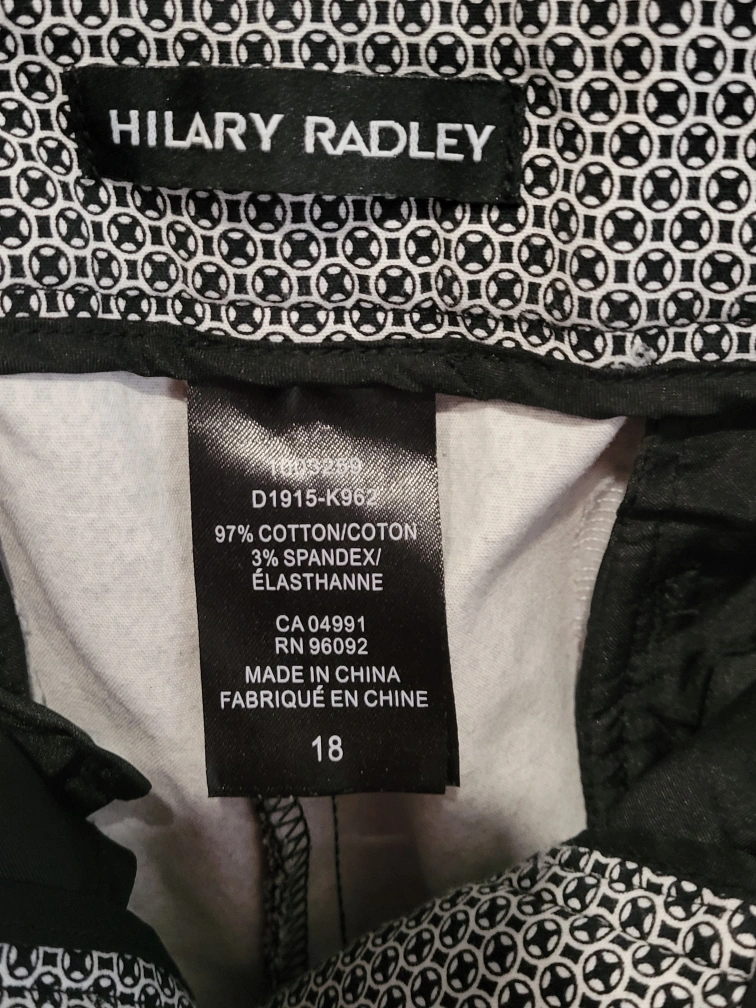 HILARY RADLEY
1003259
D1915-K962
97% COTTON/COTON
3% SPANDEX/
ÉLASTHANNE
CA 04991
RN 96092
MADE IN CHINA
FABRIQUÉ EN CHINE
18